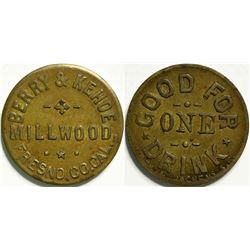 BERRY & KEHOE
MILLWOOD
FRESNO.CO.CAL.
GOOD FOR
ONE
DRINK